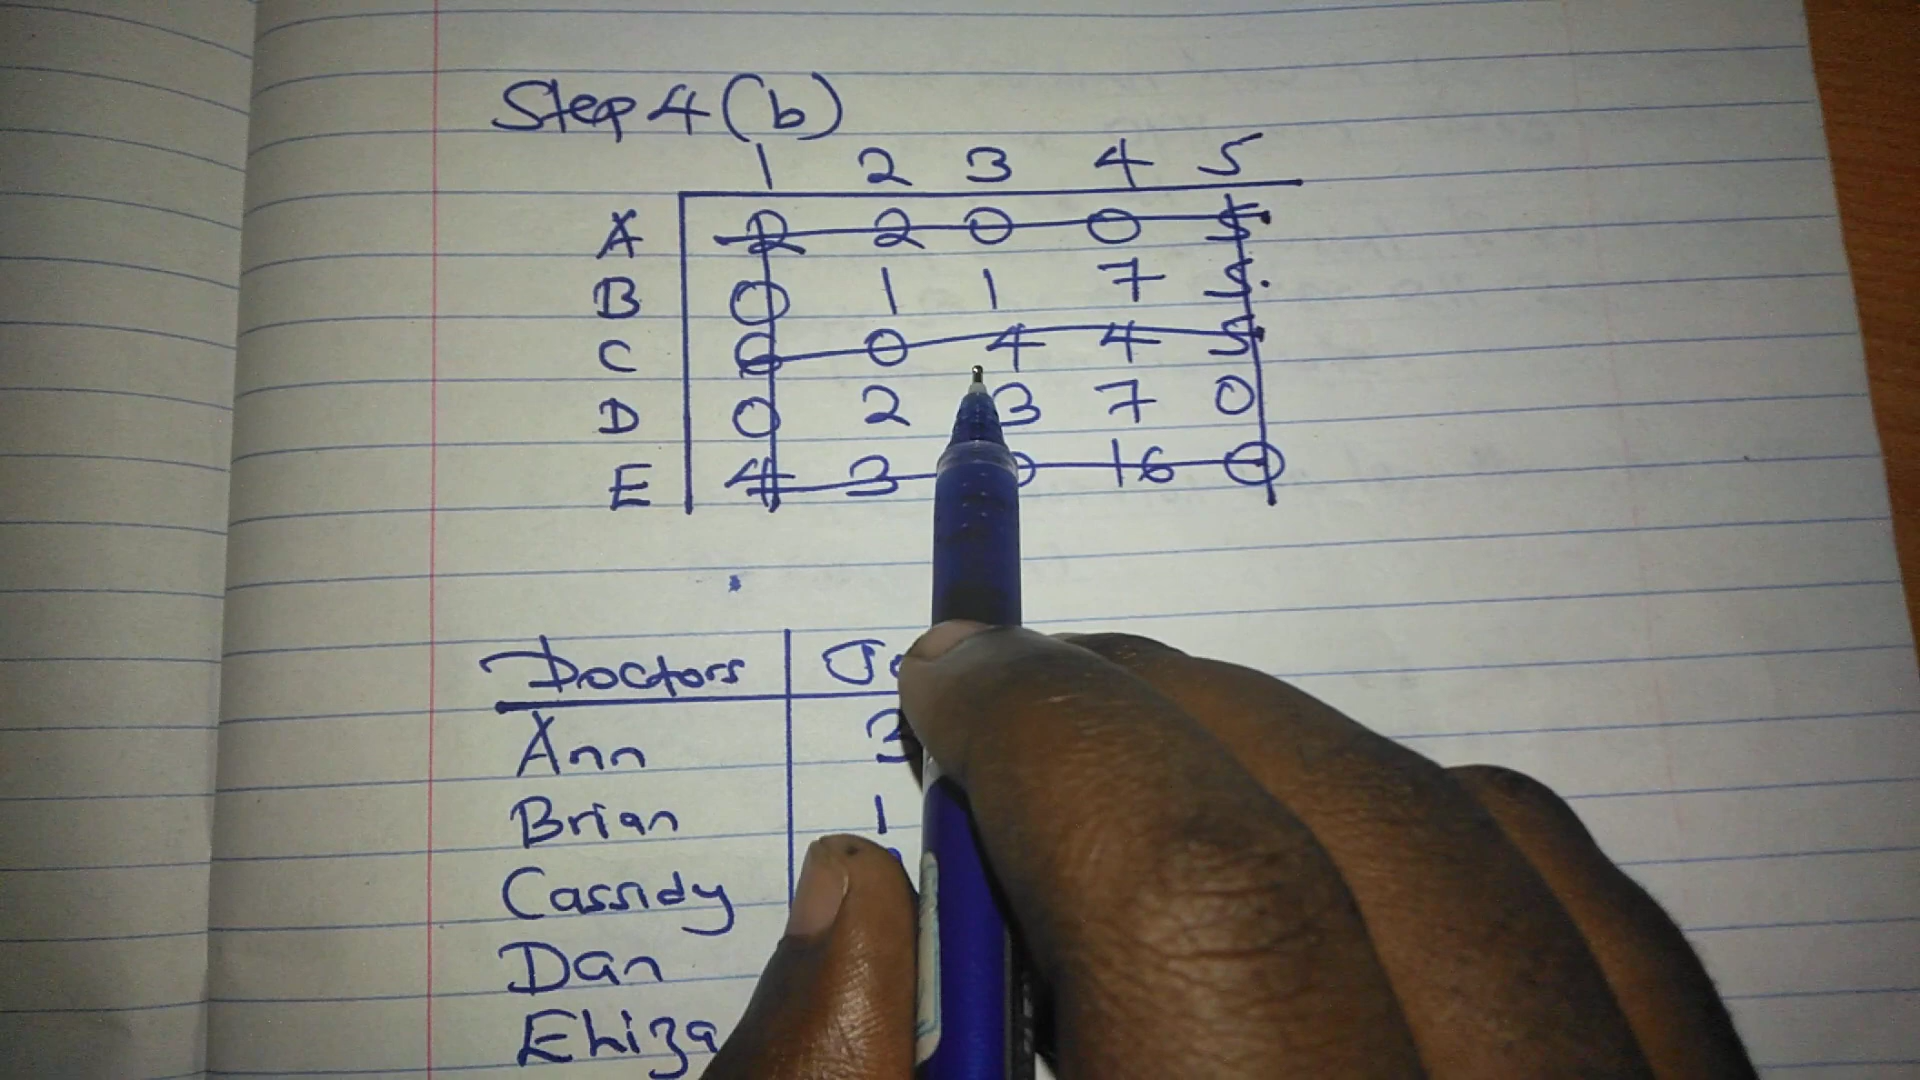 Step 4 (b)
1 2 3 4 5
A 2 2 0 0 5
B 0 1 1 7 5
C 0 0 4 4 5
D 0 2 3 7 0
E 4 3 0 16 0
Doctors
Ann 3
Brian 1
Cassidy
Dan
Ehiza